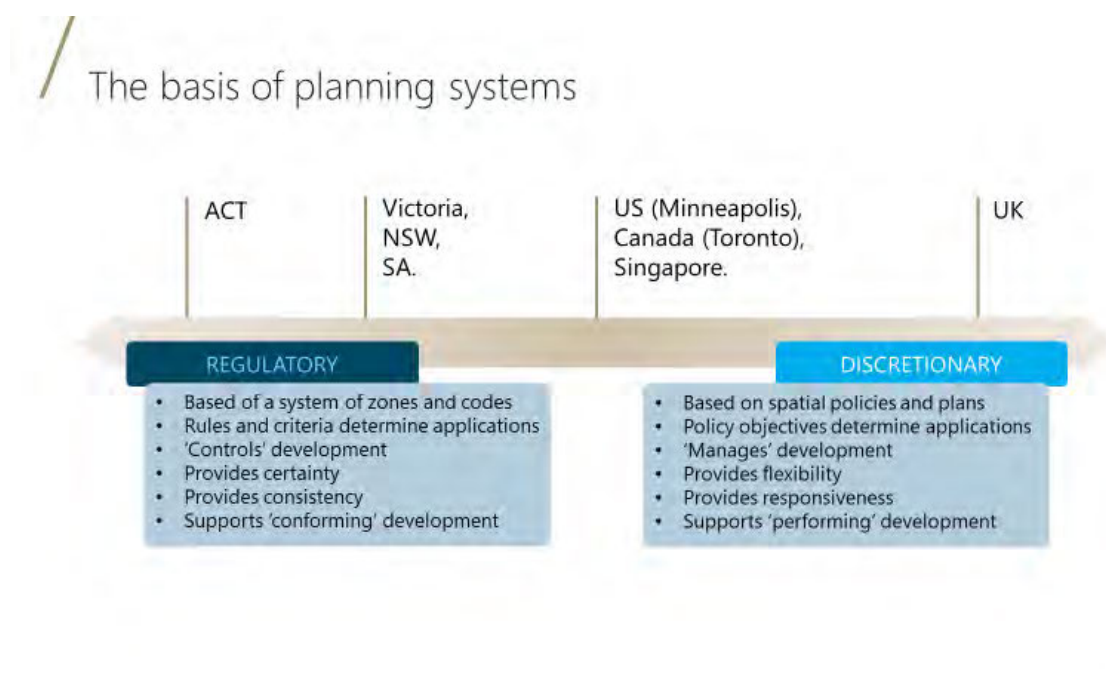 The basis of planning systems
ACT
Victoria,
NSW,
SA.
US (Minneapolis),
Canada (Toronto),
Singapore.
UK
REGULATORY
• Based of a system of zones and codes
• Rules and criteria determine applications
• 'Controls' development
• Provides certainty
• Provides consistency
• Supports 'conforming' development
DISCRETIONARY
• Based on spatial policies and plans
• Policy objectives determine applications
• 'Manages' development
• Provides flexibility
• Provides responsiveness
• Supports 'performing' development